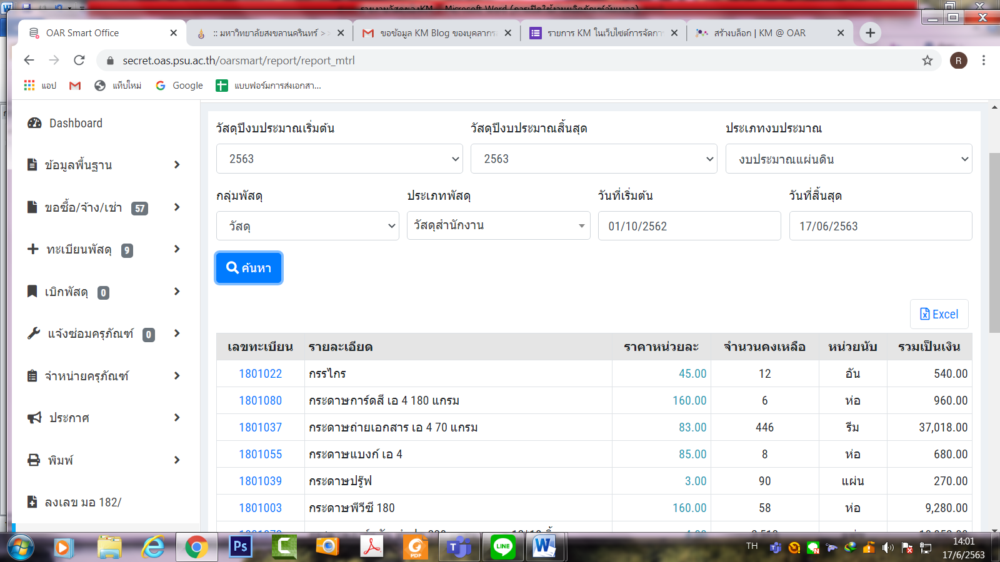 OAR Smart Office
:: มหาวิทยาลัยสงขลานครินทร์ > >
ขอข้อมูล KM Blog ของบุคลากร
รายการ KM ในเว็บไซต์การจัดการ
สร้างบล็อก | KM @ OAR
secret.oas.psu.ac.th/oarsmart/report/report_mtrl
R
แอป
แท็บใหม่
Google
แบบฟอร์มการส่งเอกสา...
Dashboard
ข้อมูลพื้นฐาน
ขอซื้อ/จ้าง/เช่า 57
ทะเบียนพัสดุ 9
เบิกพัสดุ 0
แจ้งซ่อมครุภัณฑ์ 0
จำหน่ายครุภัณฑ์
ประกาศ
พิมพ์
ลงเลข มอ 182/
วัสดุปีงบประมาณเริ่มต้น วัสดุปีงบประมาณสิ้นสุด ประเภทงบประมาณ
2563 2563 งบประมาณแผ่นดิน
กลุ่มพัสดุ ประเภทพัสดุ วันที่เริ่มต้น วันที่สิ้นสุด
วัสดุ วัสดุสำนักงาน 01/10/2562 17/06/2563
ค้นหา
Excel
เลขทะเบียน รายละเอียด ราคาหน่วยละ จำนวนคงเหลือ หน่วยนับ รวมเป็นเงิน
1801022 กรรไกร 45.00 12 อัน 540.00
1801080 กระดาษการ์ดสี เอ 4 180 แกรม 160.00 6 ห่อ 960.00
1801037 กระดาษถ่ายเอกสาร เอ 4 70 แกรม 83.00 446 รีม 37,018.00
1801055 กระดาษแบงก์ เอ 4 85.00 8 ห่อ 680.00
1801039 กระดาษปรู๊ฟ 3.00 90 แผ่น 270.00
1801003 กระดาษพีวีซี 180 160.00 58 ห่อ 9,280.00
Ps
PDF
LINE
TH
14:01
17/6/2563